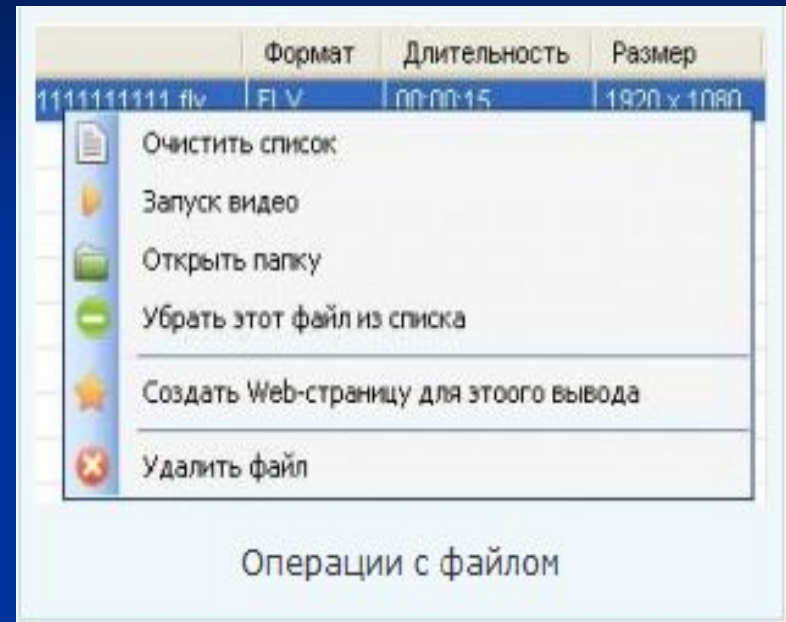 Формат Длительность Размер
1111111111.flv FLV 00:00:15 1920 x 1080
Очистить список
Запуск видео
Открыть папку
Убрать этот файл из списка
Создать Web-страницу для этоого вывода
Удалить файл
Операции с файлом